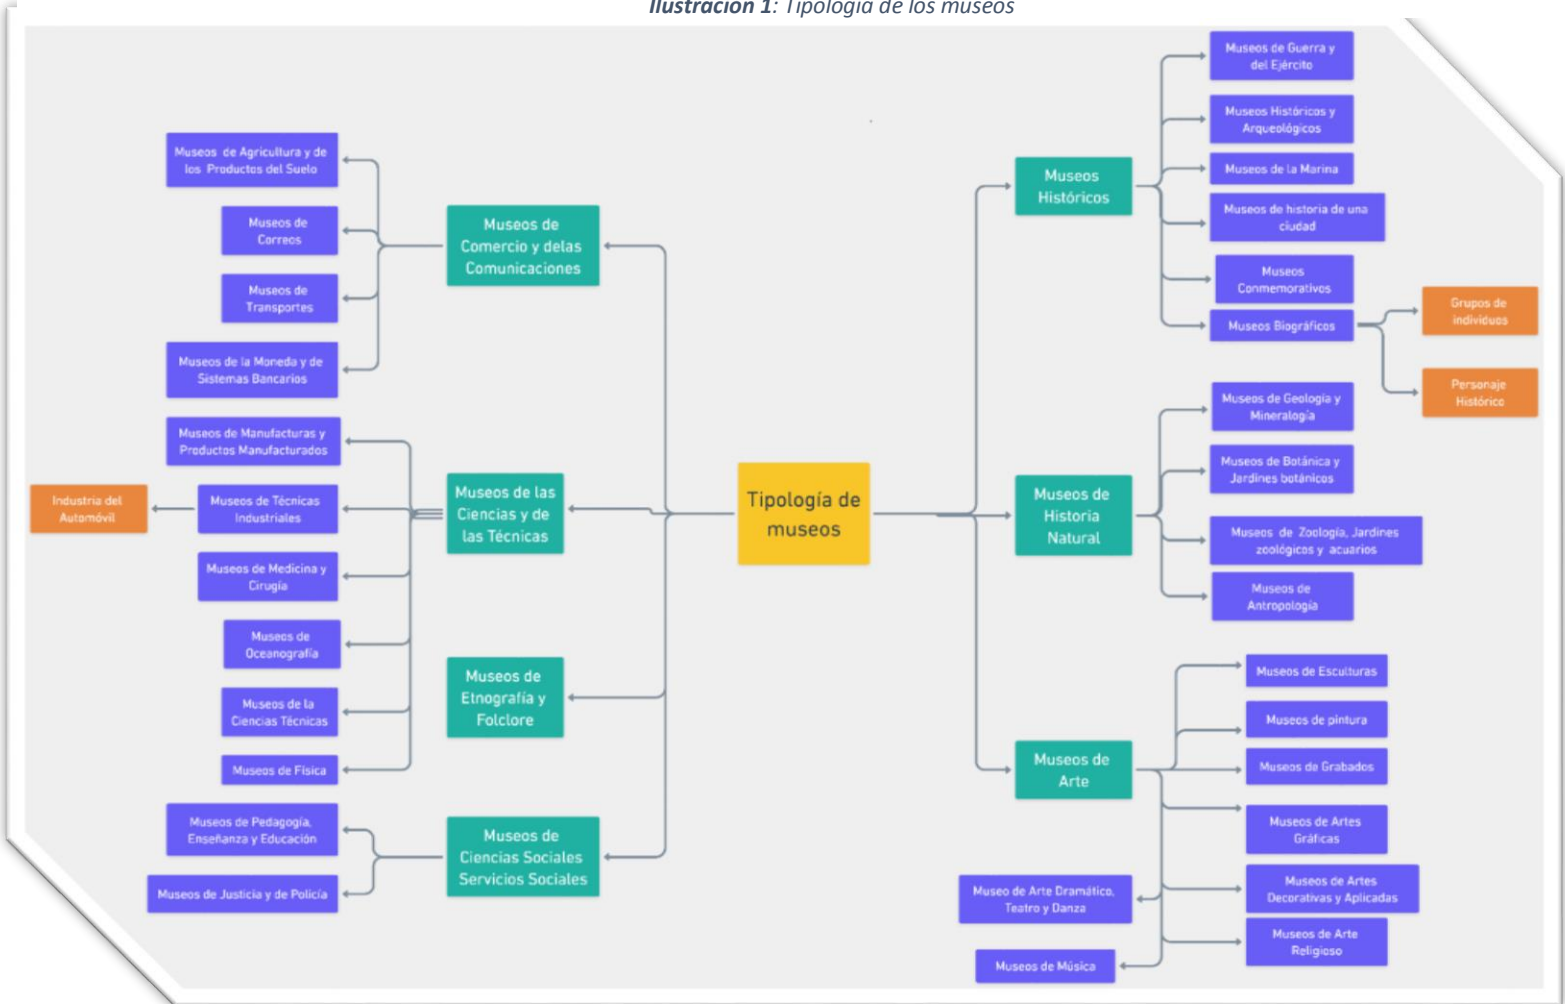 Ilustración 1: Tipología de los museos
Museos de Agricultura y de
los Productos del Suelo
Museos de
Correos
Museos de
Transportes
Museos de la Moneda y de
Sistemas Bancarios
Museos de
Comercio y delas
Comunicaciones
Museos de Manufacturas y
Productos Manufacturados
Industria del
Automóvil
Museos de Técnicas
Industriales
Museos de Medicina y
Cirugía
Museos de
Oceanografía
Museos de la
Ciencias Técnicas
Museos de Física
Museos de las
Ciencias y de
las Técnicas
Museos de
Etnografía y
Folclore
Museos de Pedagogía,
Enseñanza y Educación
Museos de Justicia y de Policía
Museos de
Ciencias Sociales
Servicios Sociales
Tipología de
museos
Museos
Históricos
Museos de Guerra y
del Ejército
Museos Históricos y
Arqueológicos
Museos de la Marina
Museos de historia de una
ciudad
Museos
Conmemorativos
Museos Biográficos
Grupos de
individuos
Personaje
Histórico
Museos de
Historia
Natural
Museos de Geología y
Mineralogía
Museos de Botánica y
Jardines botánicos
Museos de Zoología, Jardines
zoológicos y acuarios
Museos de
Antropología
Museos de
Arte
Museos de Esculturas
Museos de pintura
Museos de Grabados
Museos de Artes
Gráficas
Museos de Artes
Decorativas y Aplicadas
Museos de Arte
Religioso
Museo de Arte Dramático,
Teatro y Danza
Museos de Música